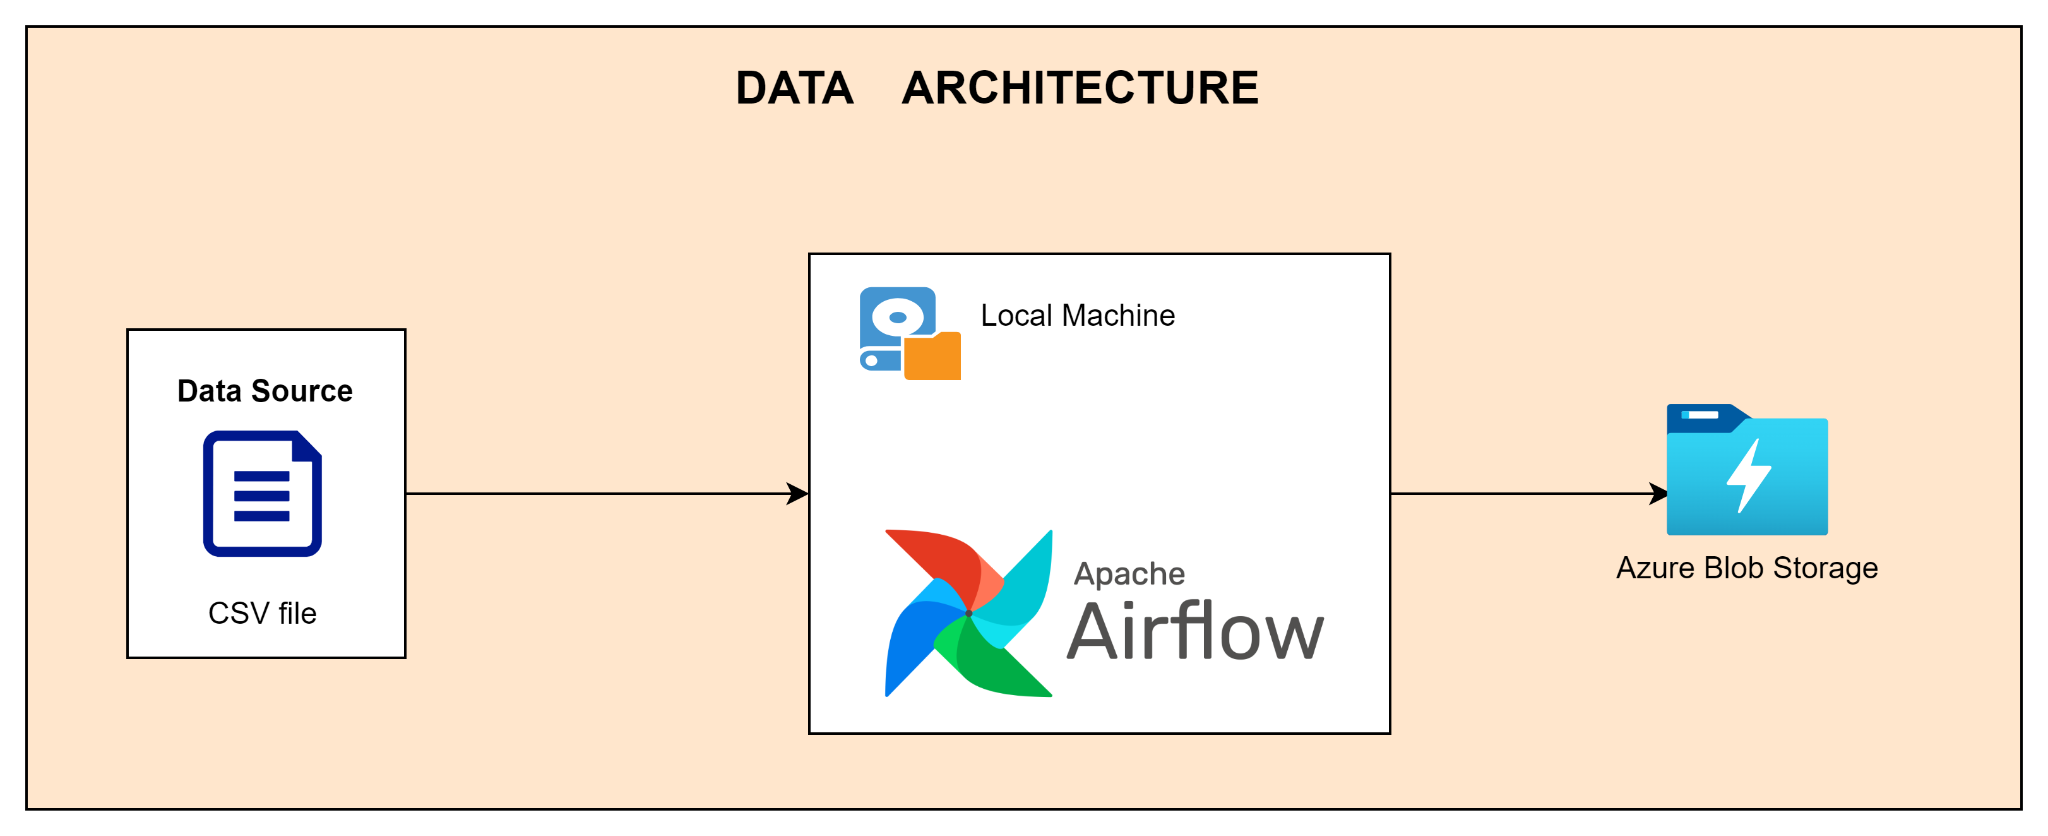 DATA ARCHITECTURE
Data Source
CSV file
Local Machine
Apache
Airflow
Azure Blob Storage